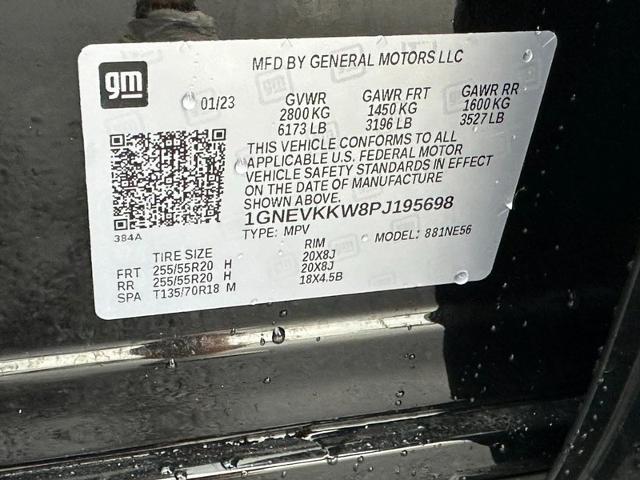 gm
MFD BY GENERAL MOTORS LLC
01/23 GVWR GAWR FRT GAWR RR
2800 KG 1450 KG 1600 KG
6173 LB 3196 LB 3527 LB
THIS VEHICLE CONFORMS TO ALL
APPLICABLE U.S. FEDERAL MOTOR
VEHICLE SAFETY STANDARDS IN EFFECT
ON THE DATE OF MANUFACTURE
SHOWN ABOVE.
1GNEVKKW8PJ195698
384A TYPE: MPV MODEL: 881NE56
TIRE SIZE RIM
FRT 255/55R20 H 20X8J
RR 255/55R20 H 20X8J
SPA T135/70R18 M 18X4.5B